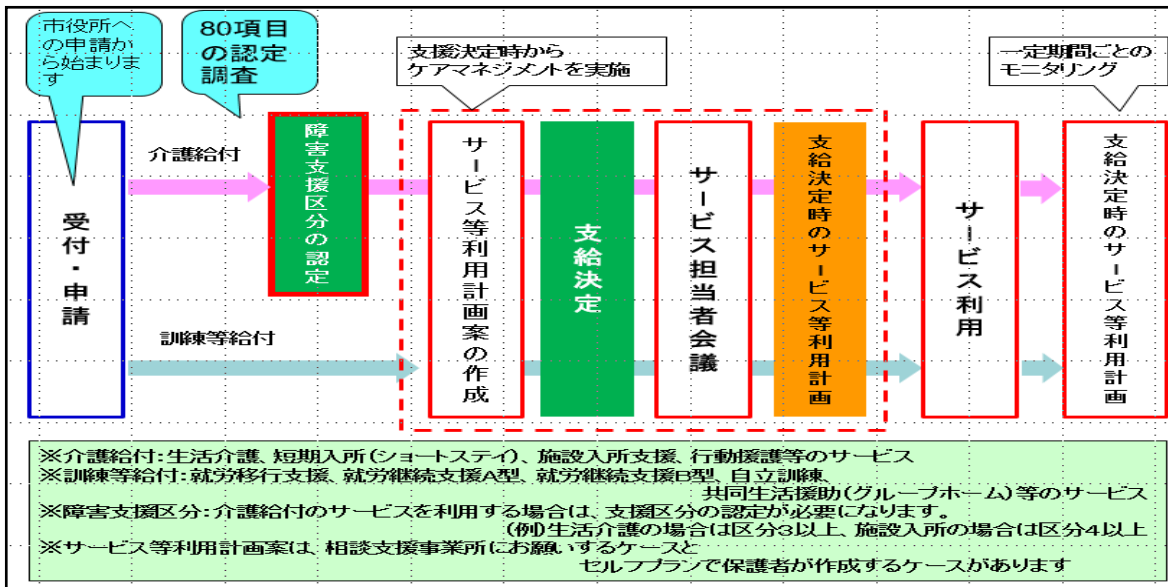 市役所へ
の申請か
ら始まりま
す
80項目
の認定
調査
支援決定時から
ケアマネジメントを実施
一定期間ごとの
モニタリング
介護給付
訓練等給付
受付・申請
障害支援区分の認定
サービス等利用計画案の作成
支給決定
サービス担当者会議
支給決定時のサービス等利用計画
サービス利用
支給決定時のサービス等利用計画
※介護給付:生活介護、短期入所(ショートステイ)、施設入所支援、行動援護等のサービス
※訓練等給付:就労移行支援、就労継続支援A型、就労継続支援B型、自立訓練、
共同生活援助(グループホーム)等のサービス
※障害支援区分:介護給付のサービスを利用する場合は、支援区分の認定が必要になります。
(例)生活介護の場合は区分3以上、施設入所の場合は区分4以上
※サービス等利用計画案は、相談支援事業所にお願いするケースと
セルフプランで保護者が作成するケースがあります